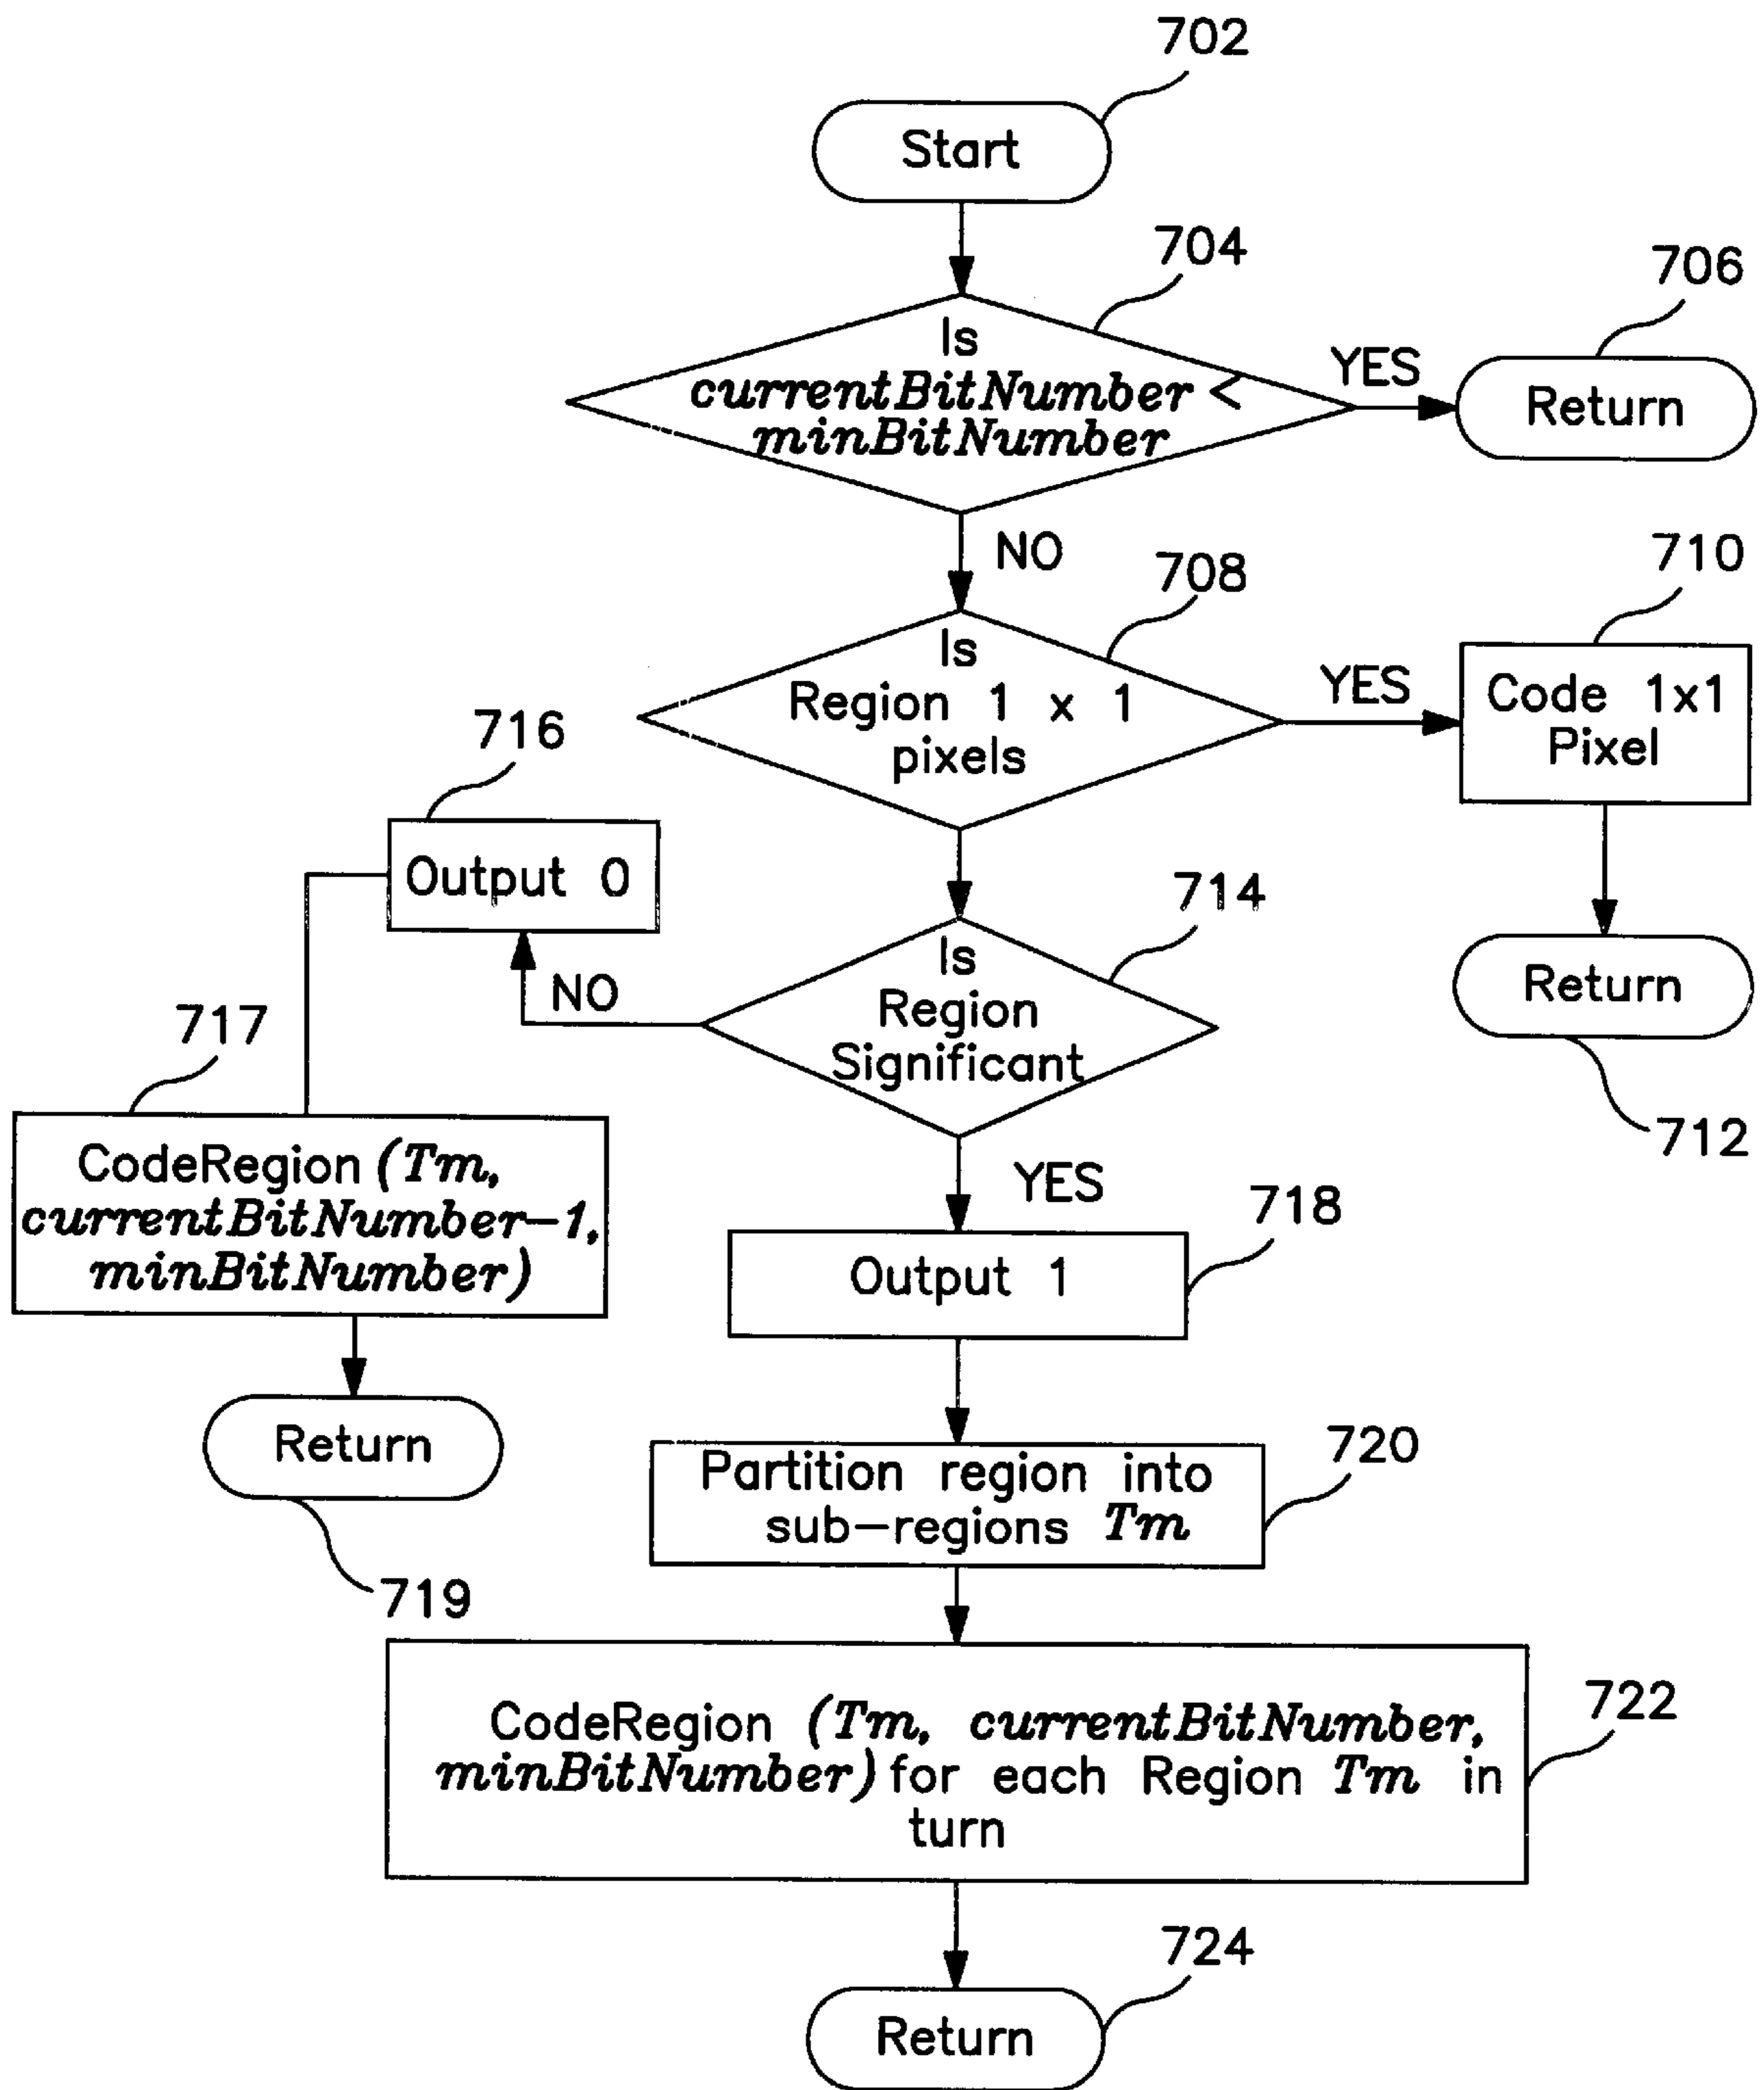 702
Start
704
706
Is
currentBitNumber <
minBitNumber
YES
Return
NO
708
710
Is
Region 1 x 1
pixels
YES
Code 1x1
Pixel
716
Output 0
714
Is
Region
Significant
NO
Return
712
717
CodeRegion (Tm,
currentBitNumber-1,
minBitNumber)
YES
718
Output 1
Return
719
720
Partition region into
sub-regions Tm
722
CodeRegion (Tm, currentBitNumber,
minBitNumber) for each Region Tm in
turn
724
Return